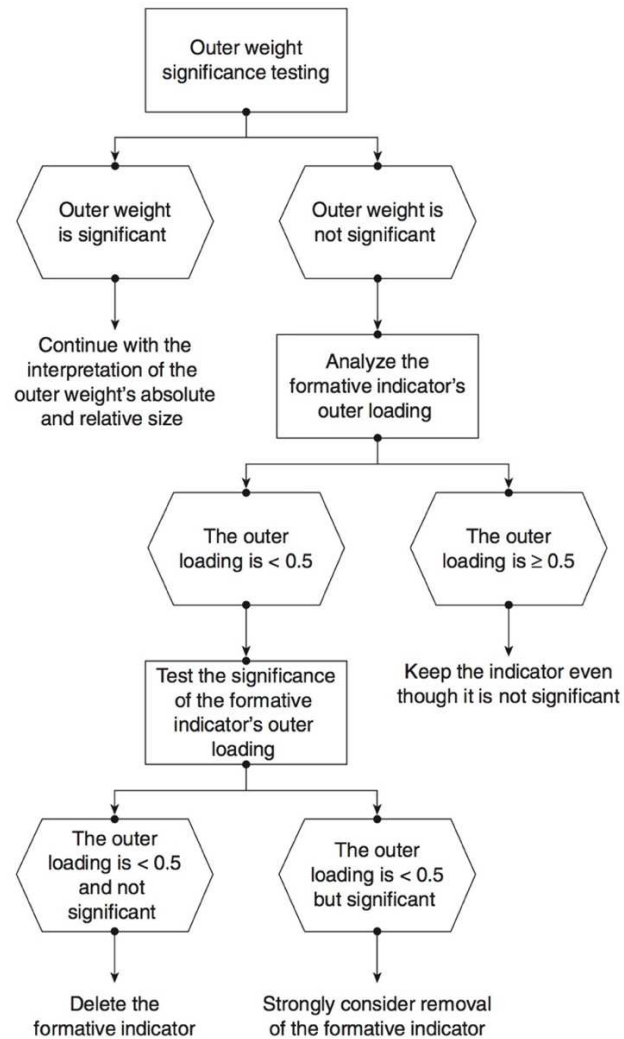 Outer weight
significance testing
Outer weight
is significant
Outer weight is
not significant
Continue with the
interpretation of the
outer weight's absolute
and relative size
Analyze the
formative indicator's
outer loading
The outer
loading is < 0.5
The outer
loading is ≥ 0.5
Test the significance
of the formative
indicator's outer
loading
Keep the indicator even
though it is not significant
The outer
loading is < 0.5
and not
significant
The outer
loading is < 0.5
but significant
Delete the
formative indicator
Strongly consider removal
of the formative indicator